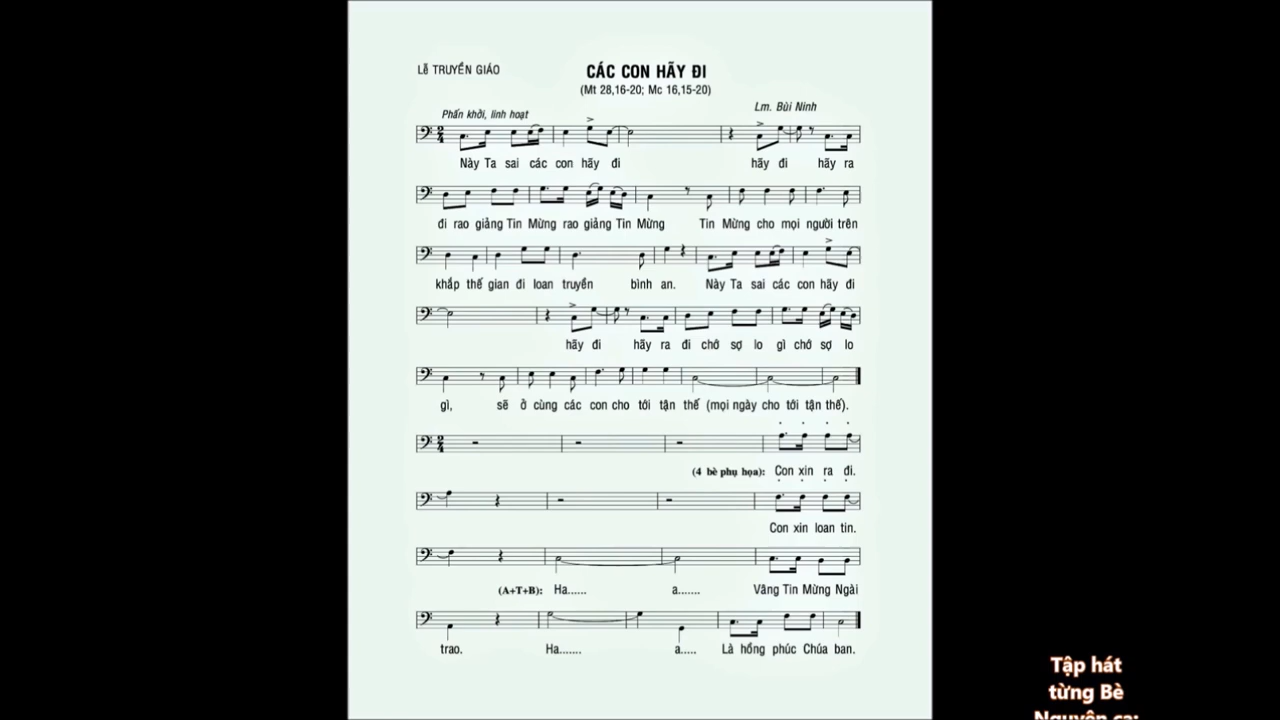 Lễ TRUYỀN GIÁO
CÁC CON HÃY ĐI
(Mt 28,16-20; Mc 16,15-20)
Phấn khởi, linh hoạt
Lm. Bùi Ninh
Này Ta sai các con hãy đi hãy đi hãy ra
đi rao giảng Tin Mừng rao giảng Tin Mừng Tin Mừng cho mọi người trên
khắp thế gian đi loan truyền bình an. Này Ta sai các con hãy đi
hãy đi hãy ra đi chớ sợ lo gì chớ sợ lo
gì, sẽ ở cùng các con cho tới tận thế (mọi ngày cho tới tận thế).
(4 bè phụ họa): Con xin ra đi.
Con xin loan tin.
(A+T+B): Ha...... a....... Vâng Tin Mừng Ngài
trao. Ha....... a..... Là hồng phúc Chúa ban.
Tập hát
từng Bè
Nguyện ca: